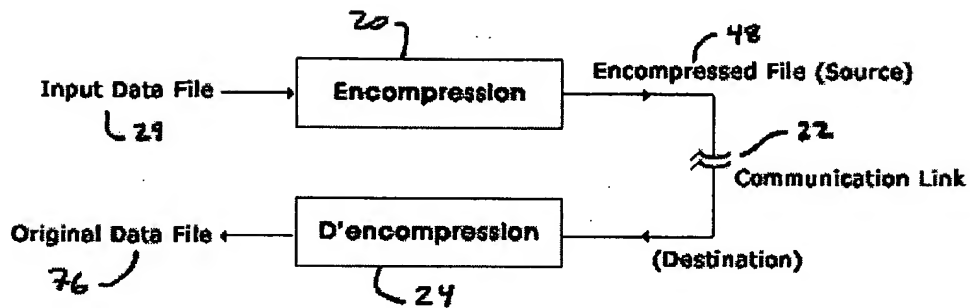 20
48
Input Data File
Encompression
Encompressed File (Source)
29
22
Communication Link
Original Data File
D'encompression
(Destination)
76
24